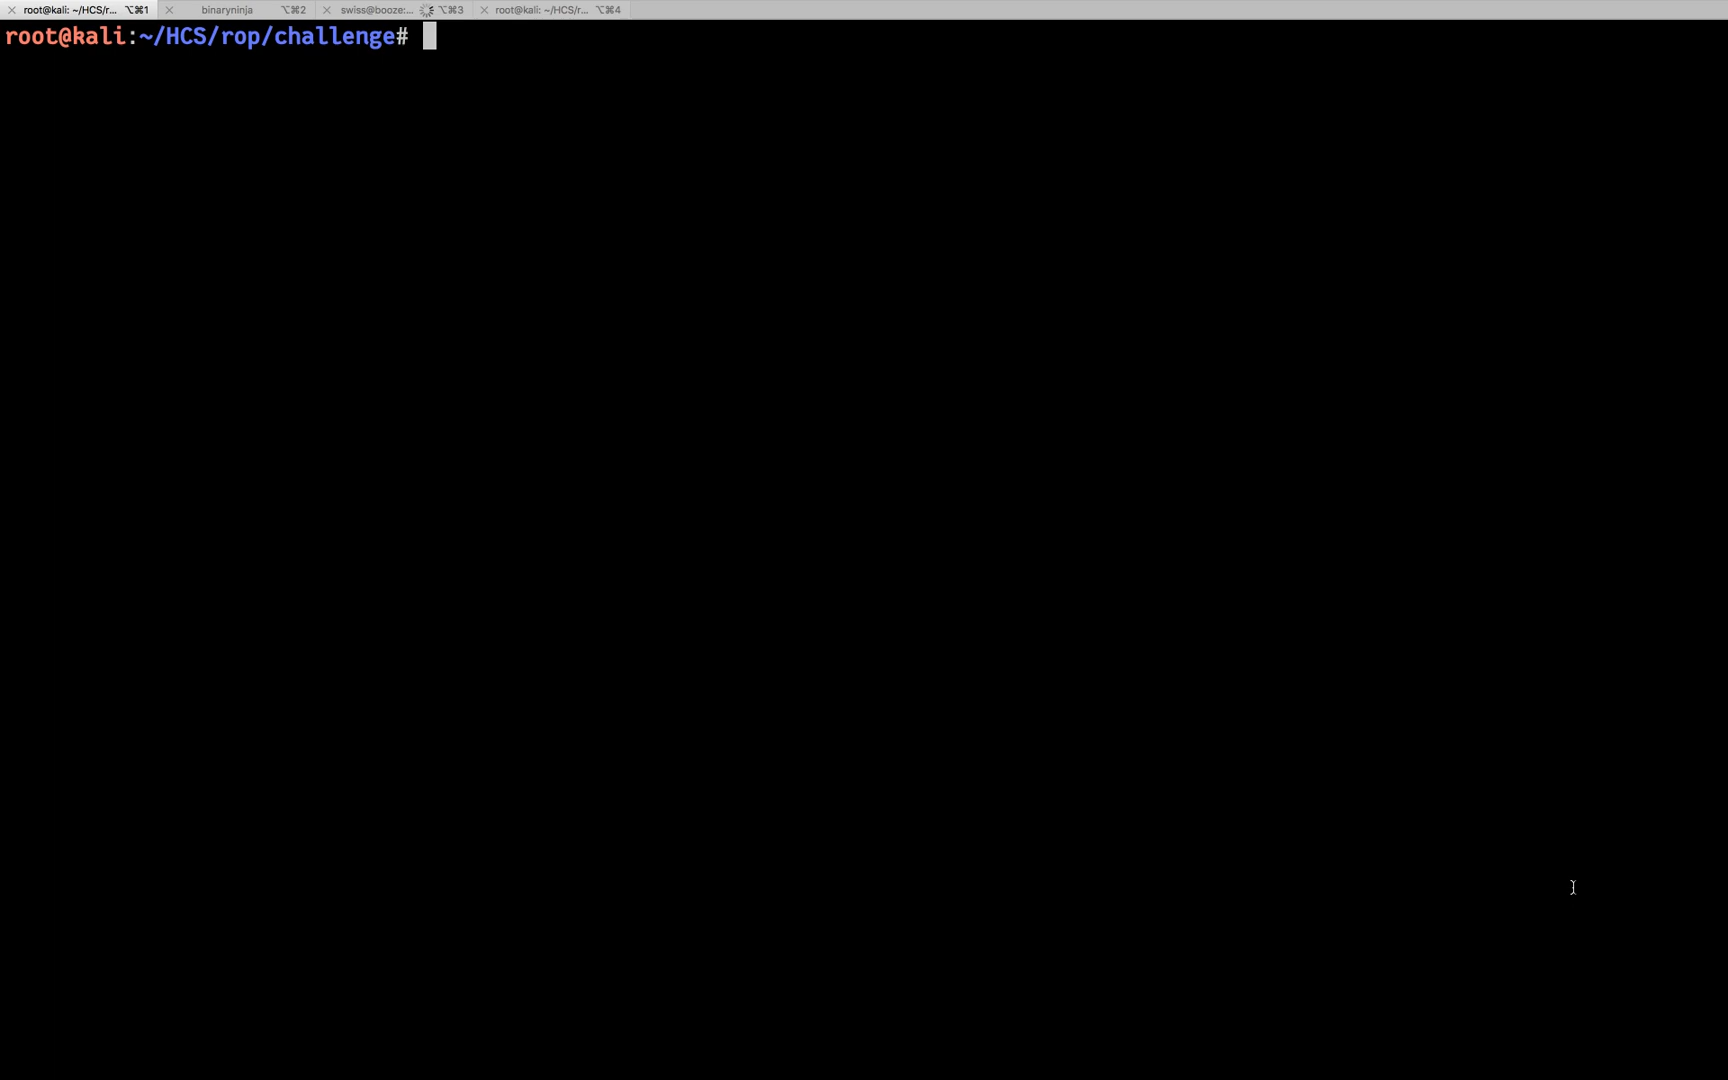 root@kali: ~/HCS/r... ⌥⌘1 binaryninja ⌥⌘2 swiss@booze:... ⌥⌘3 root@kali: ~/HCS/r... ⌥⌘4
root@kali:~/HCS/rop/challenge#